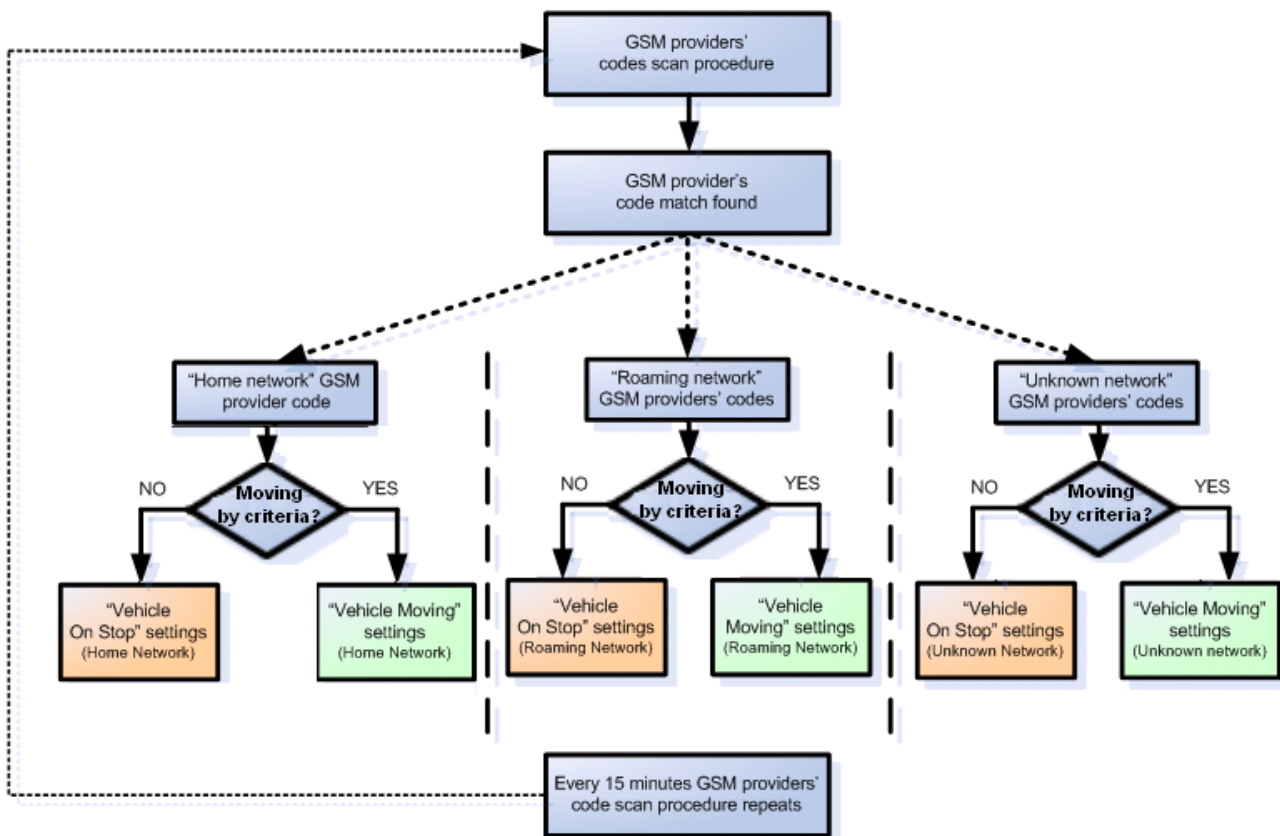 GSM providers'
codes scan procedure
GSM provider's
code match found
"Home network" GSM
provider code
"Roaming network"
GSM providers' codes
"Unknown network"
GSM providers' codes
NO
Moving
by criteria?
YES
NO
Moving
by criteria?
YES
NO
Moving
by criteria?
YES
"Vehicle
On Stop" settings
(Home Network)
"Vehicle Moving"
settings
(Home Network)
"Vehicle
On Stop" settings
(Roaming Network)
"Vehicle
Moving" settings
(Roaming Network)
"Vehicle
On Stop" settings
(Unknown Network)
"Vehicle Moving"
settings
(Unknown network)
Every 15 minutes GSM providers'
code scan procedure repeats